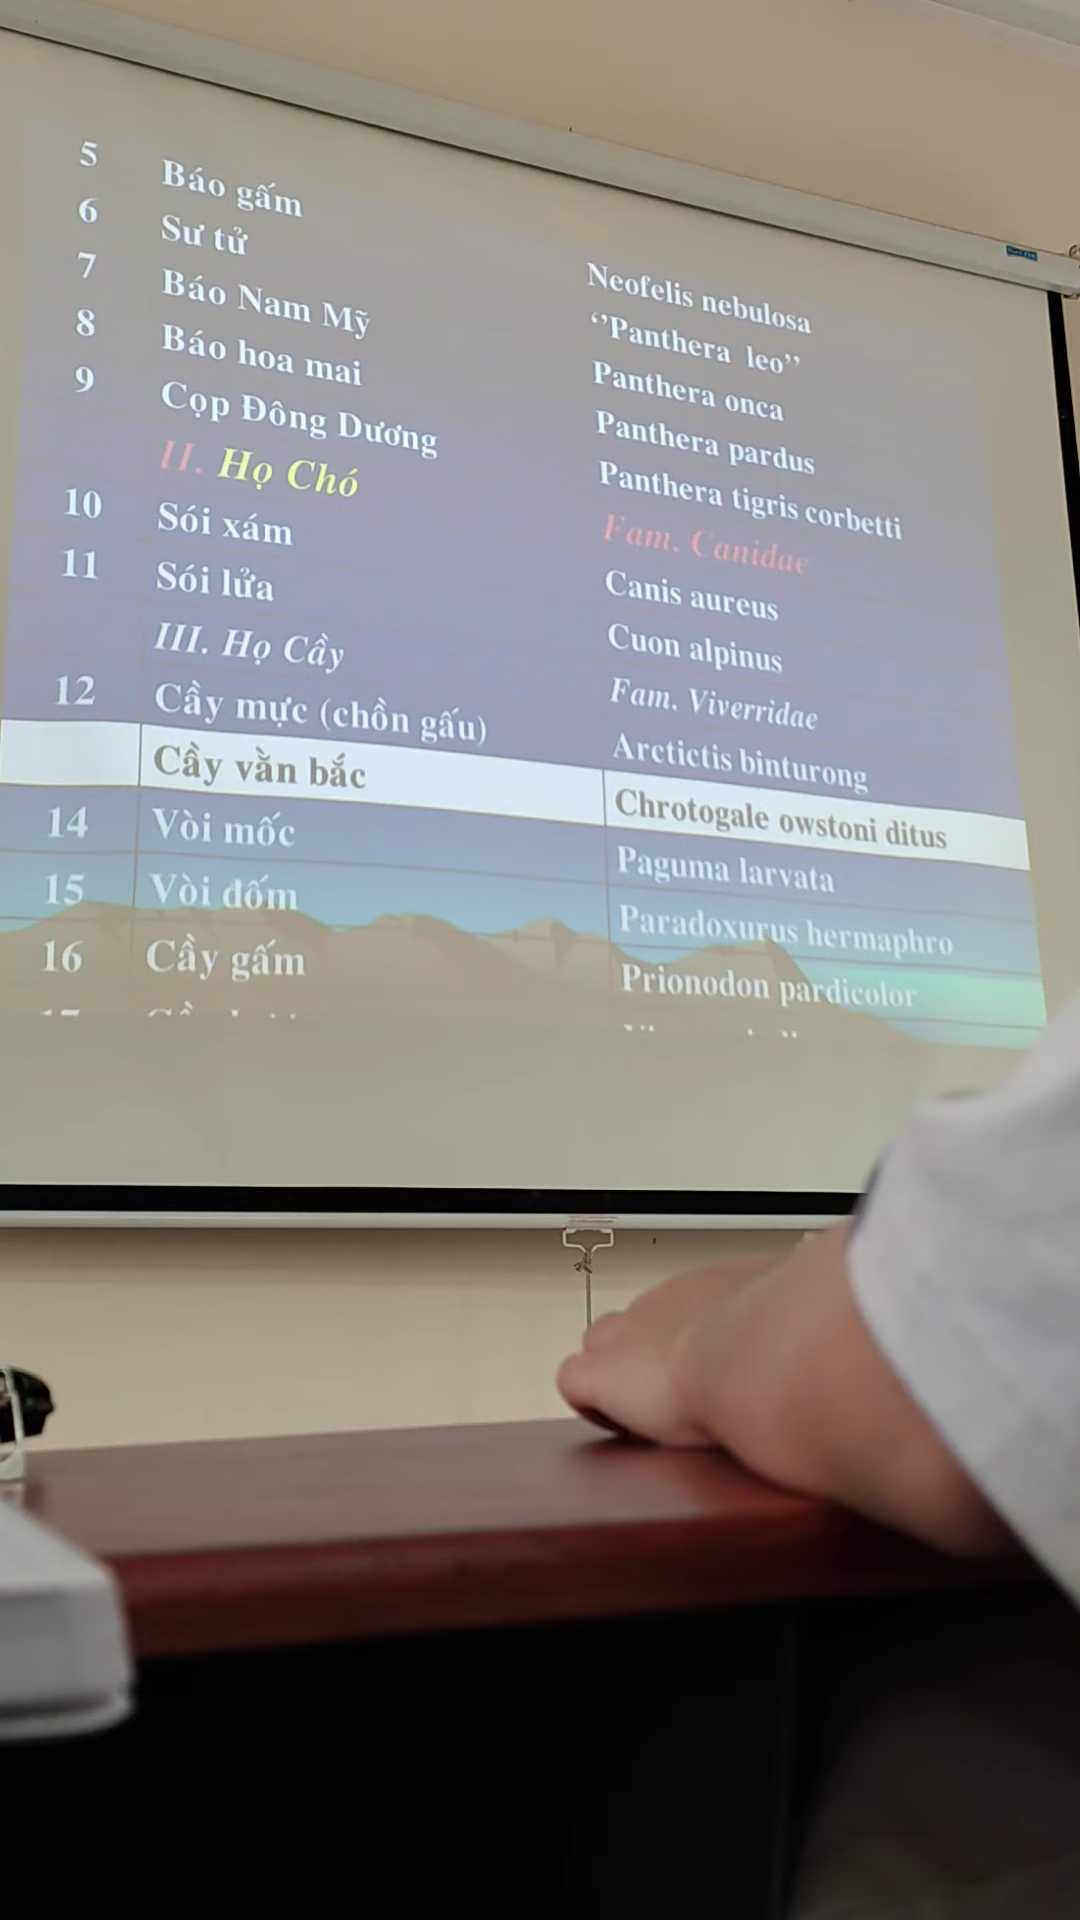 5 Báo gấm Neofelis nebulosa
6 Sư tử ‘’Panthera leo’’
7 Báo Nam Mỹ Panthera onca
8 Báo hoa mai Panthera pardus
9 Cọp Đông Dương Panthera tigris corbetti
II. Họ Chó Fam. Canidae
10 Sói xám Canis aureus
11 Sói lửa Cuon alpinus
III. Họ Cầy Fam. Viverridae
12 Cầy mực (chồn gấu) Arctictis binturong
Cầy vằn bắc Chrotogale owstoni ditus
14 Vòi mốc Paguma larvata
15 Vòi đốm Paradoxurus hermaphro
16 Cầy gấm Prionodon pardicolor